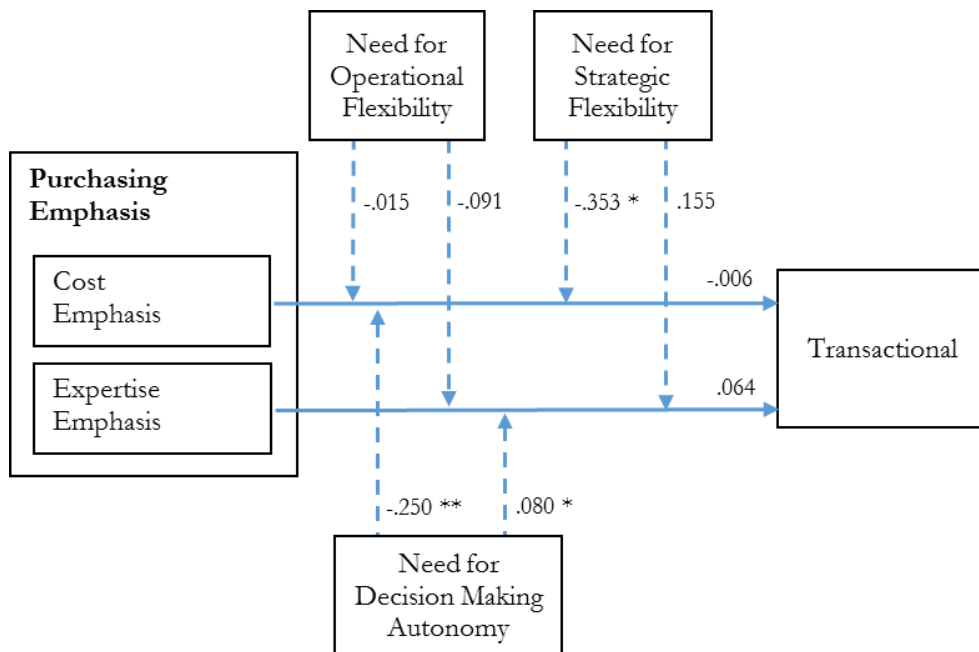 Need for
Operational
Flexibility
Need for
Strategic
Flexibility
Purchasing
Emphasis
-.015
-.091
-.353 *
.155
Cost
Emphasis
-.006
Transactional
Expertise
Emphasis
.064
-.250 **
.080 *
Need for
Decision Making
Autonomy